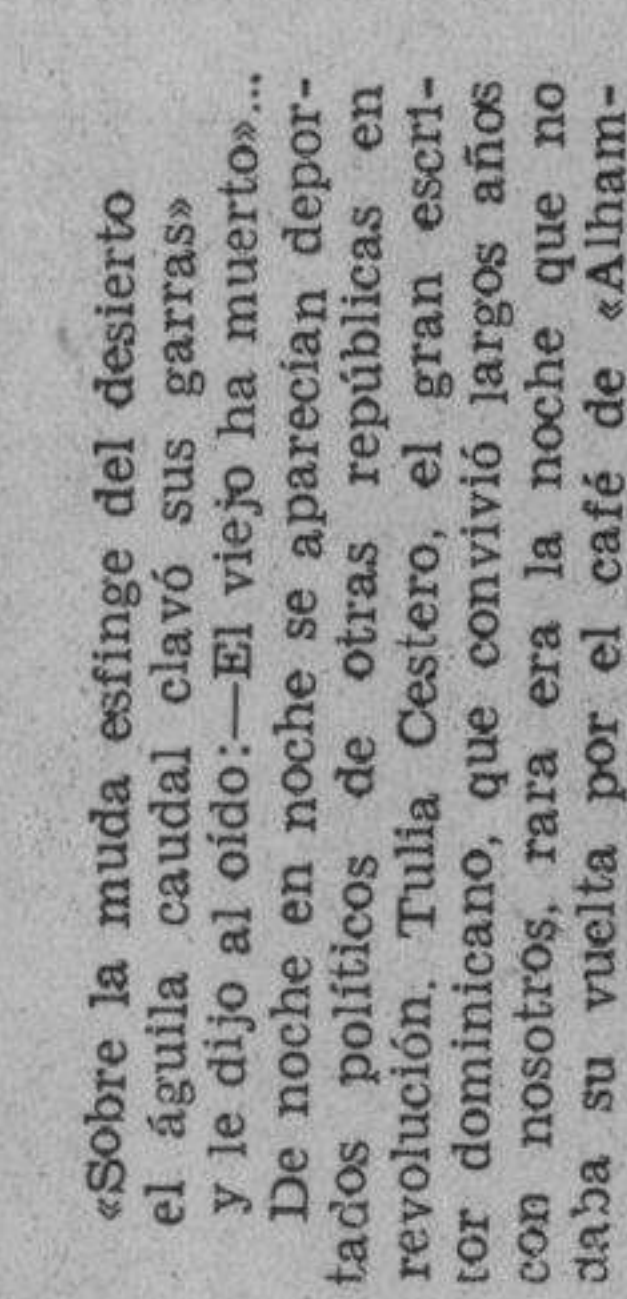 «Sobre la muda esfinge del desierto
el águila caudal clavó sus garras»
y le dijo al oído:—El viejo ha muerto»...
De noche en noche se aparecían depor-
tados políticos de otras repúblicas en
revolución. Tulia Cestero, el gran escri-
tor dominicano, que convivió largos años
con nosotros, rara era la noche que no
daba su vuelta por el café de «Alham-